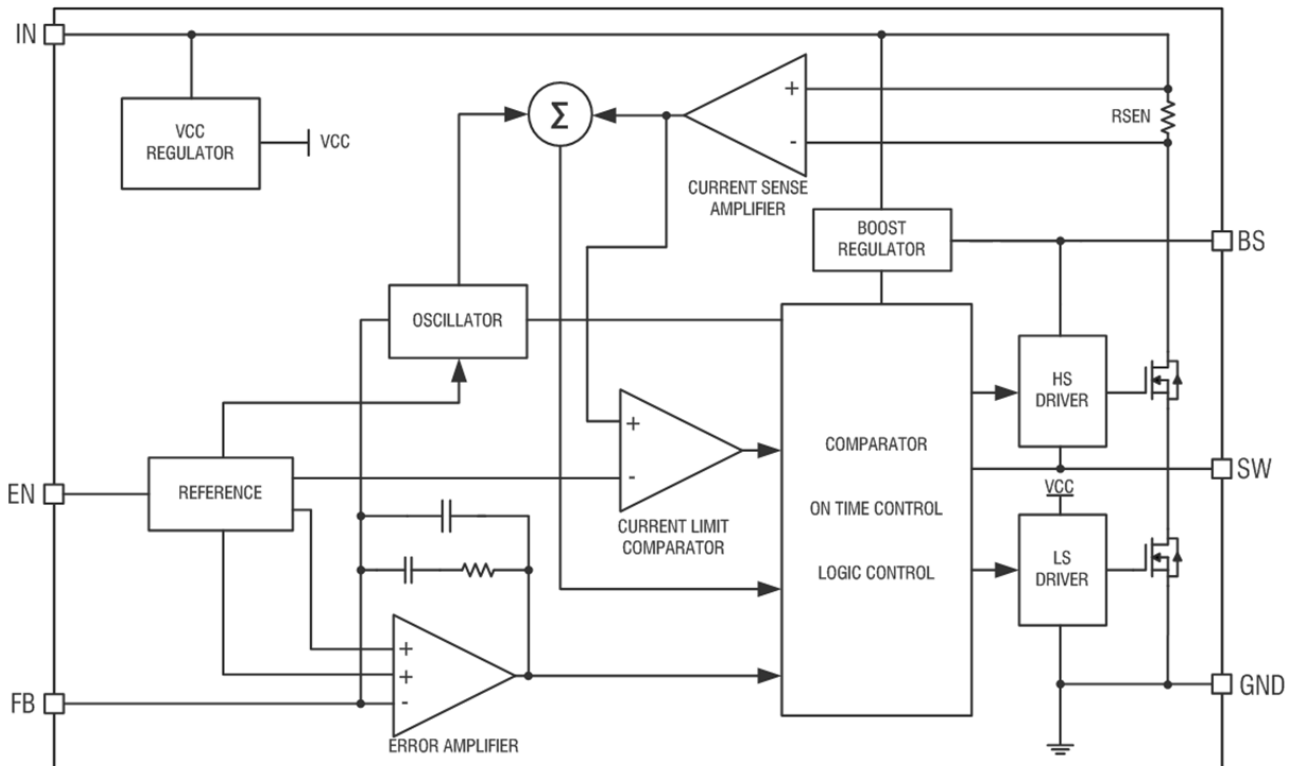 IN
Σ
+
RSEN
VCC
REGULATOR
VCC
-
CURRENT SENSE
AMPLIFIER
BOOST
REGULATOR
BS
OSCILLATOR
HS
DRIVER
+
COMPARATOR
SW
-
VCC
EN
REFERENCE
ON TIME CONTROL
CURRENT LIMIT
COMPARATOR
LS
DRIVER
LOGIC CONTROL
+
+
-
FB
GND
ERROR AMPLIFIER